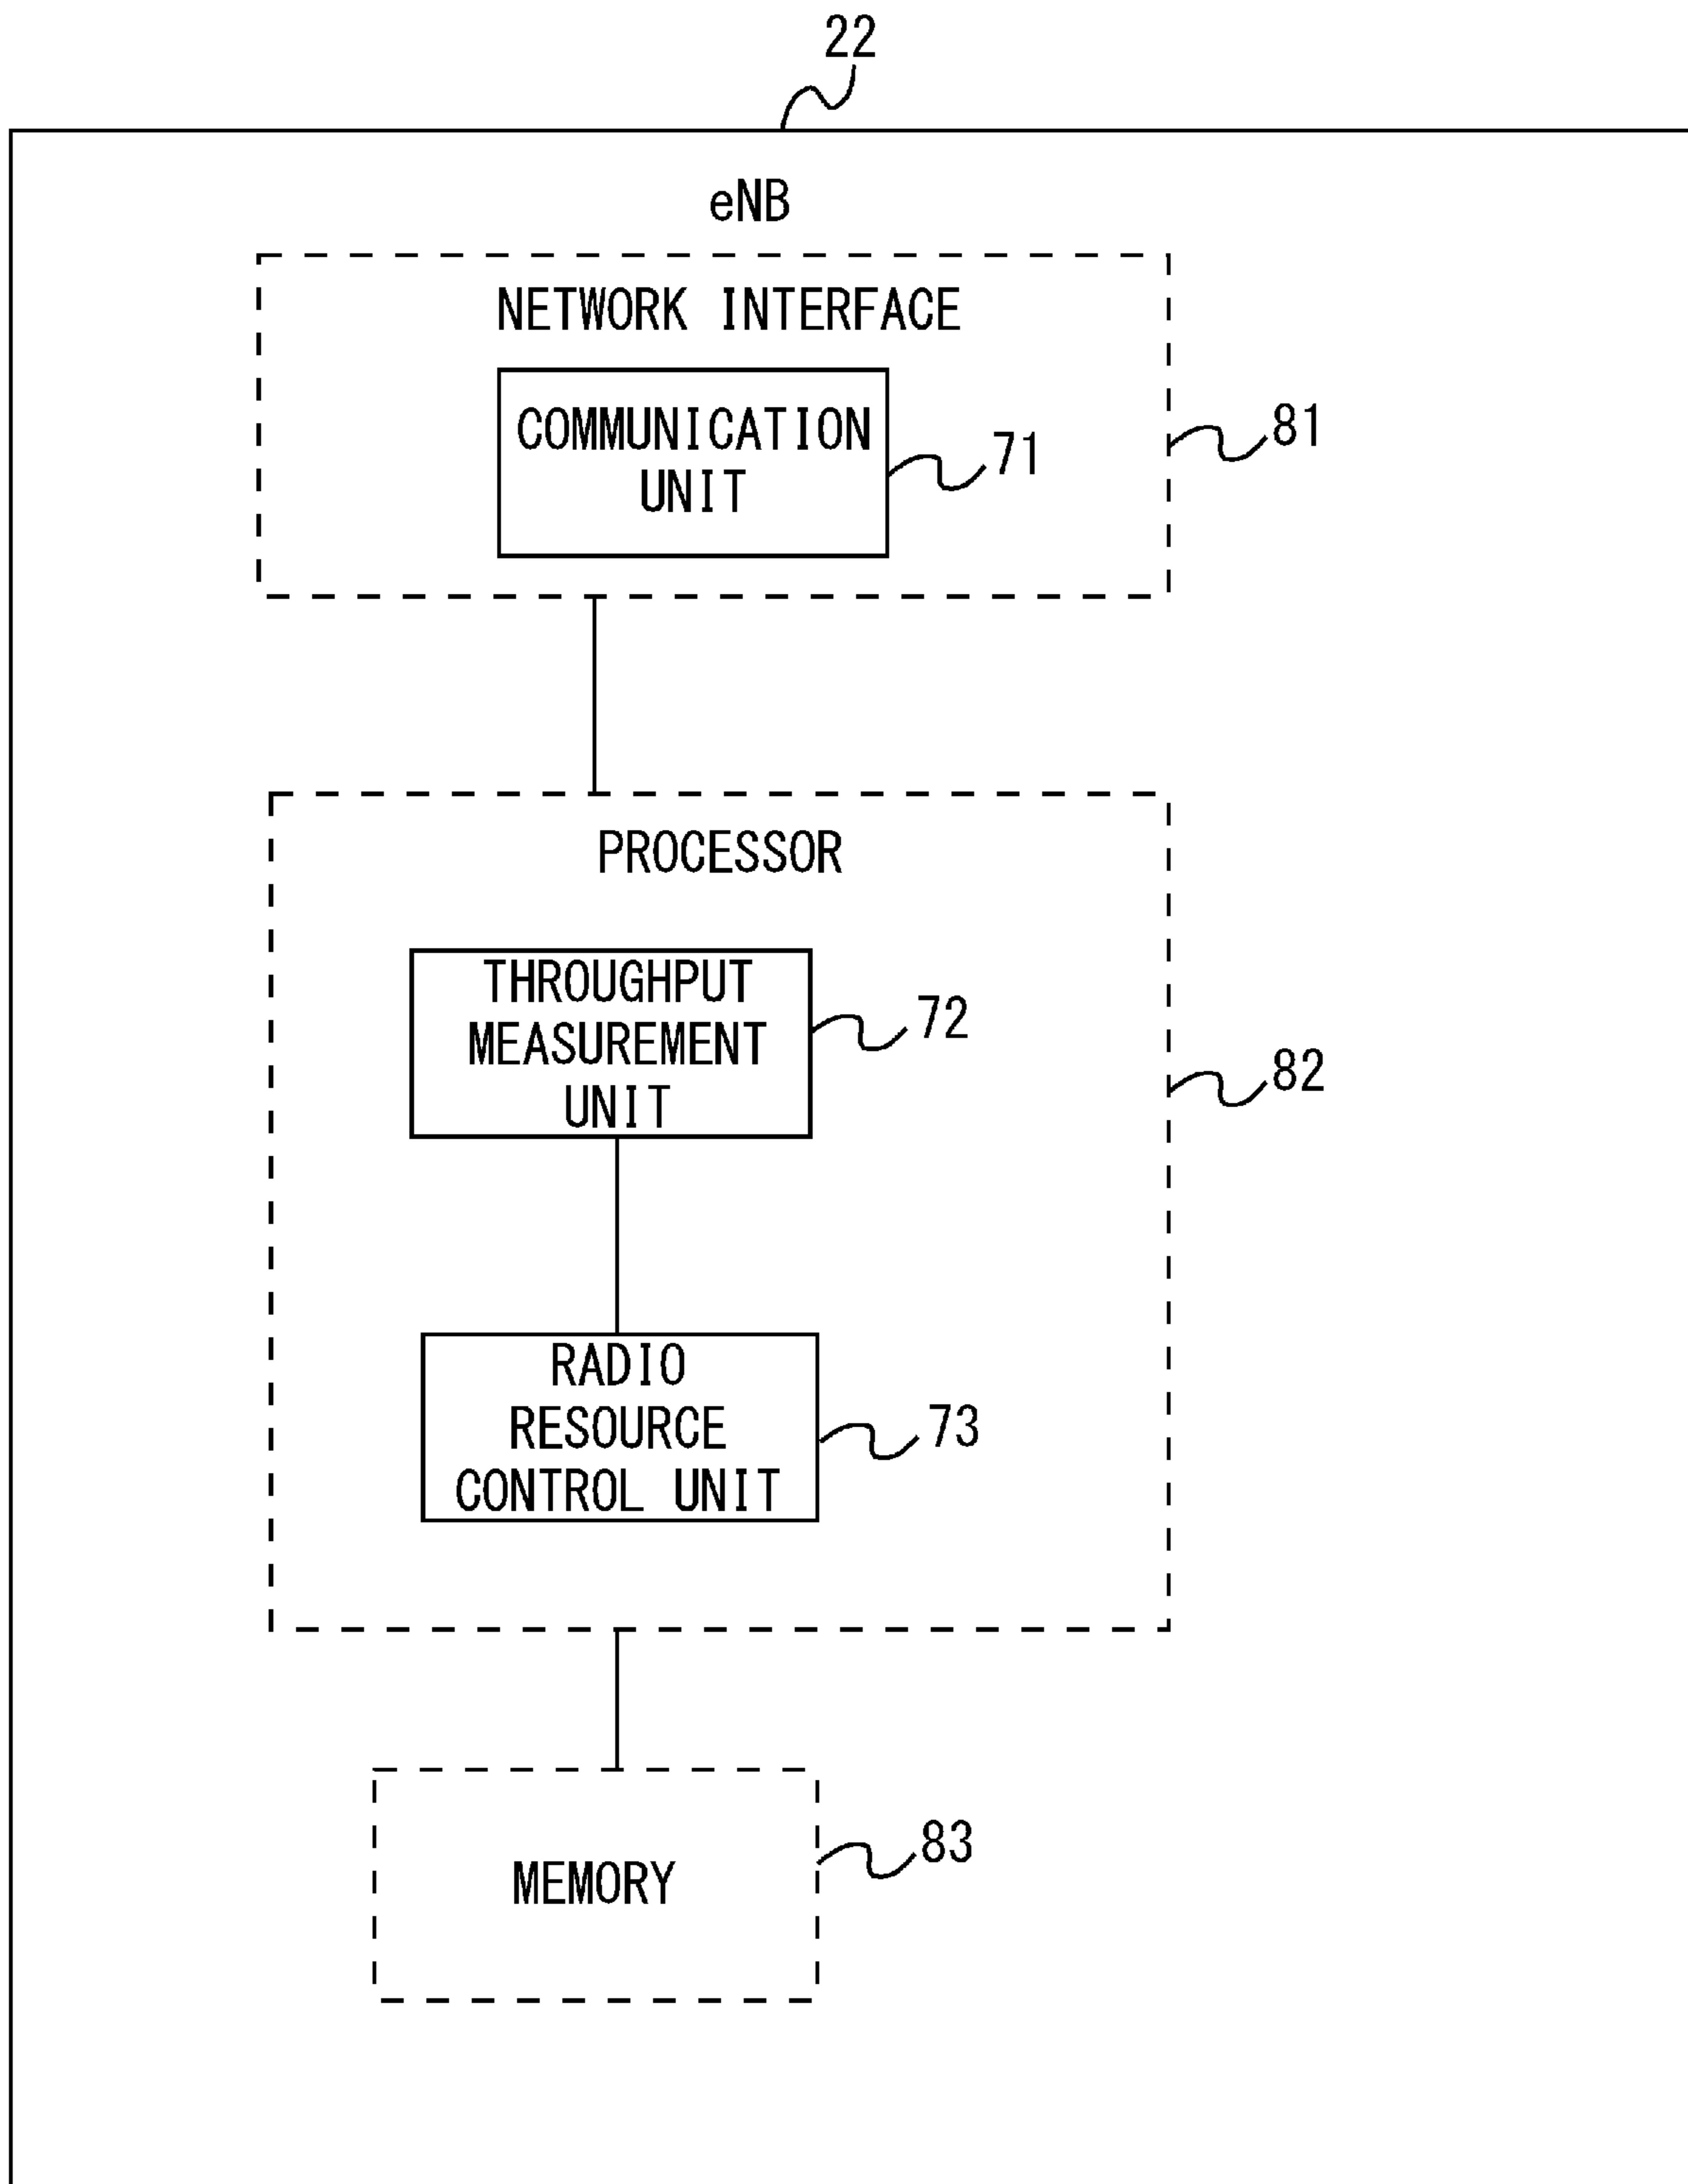 22
eNB
NETWORK INTERFACE
COMMUNICATION
UNIT
71
81
PROCESSOR
THROUGHPUT
MEASUREMENT
UNIT
72
82
RADIO
RESOURCE
CONTROL UNIT
73
MEMORY
83